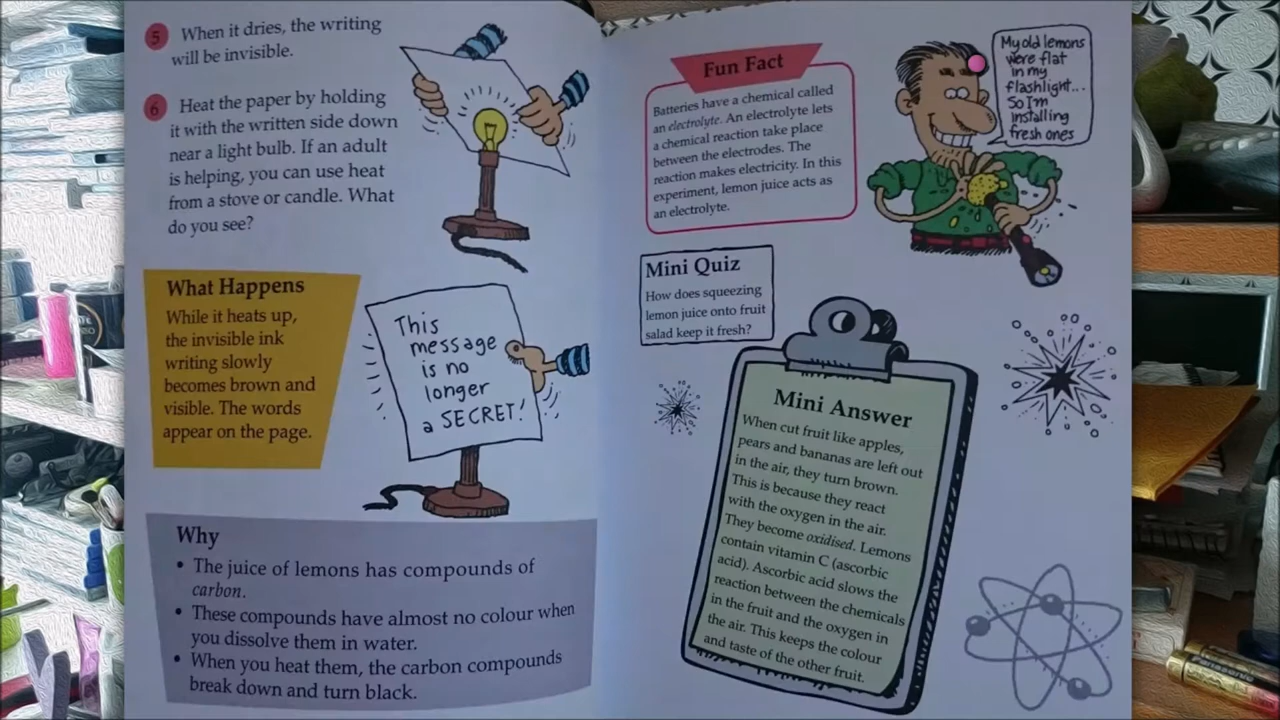 5 When it dries, the writing
will be invisible.
6 Heat the paper by holding
it with the written side down
near a light bulb. If an adult
is helping, you can use heat
from a stove or candle. What
do you see?
What Happens
While it heats up,
the invisible ink
writing slowly
becomes brown and
visible. The words
appear on the page.
This
message
is no
longer
a SECRET!
Why
• The juice of lemons has compounds of
carbon.
• These compounds have almost no colour when
you dissolve them in water.
• When you heat them, the carbon compounds
break down and turn black.
Fun Fact
Batteries have a chemical called
an electrolyte. An electrolyte lets
a chemical reaction take place
between the electrodes. The
reaction makes electricity. In this
experiment, lemon juice acts as
an electrolyte.
My old lemons
were flat
in my
flashlight...
So I'm
installing
fresh ones
Mini Quiz
How does squeezing
lemon juice onto fruit
salad keep it fresh?
Mini Answer
When cut fruit like apples,
pears and bananas are left out
in the air, they turn brown.
This is because they react
with the oxygen in the air.
They become oxidised. Lemons
contain vitamin C (ascorbic
acid). Ascorbic acid slows the
reaction between the chemicals
in the fruit and the oxygen in
the air. This keeps the colour
and taste of the other fruit.